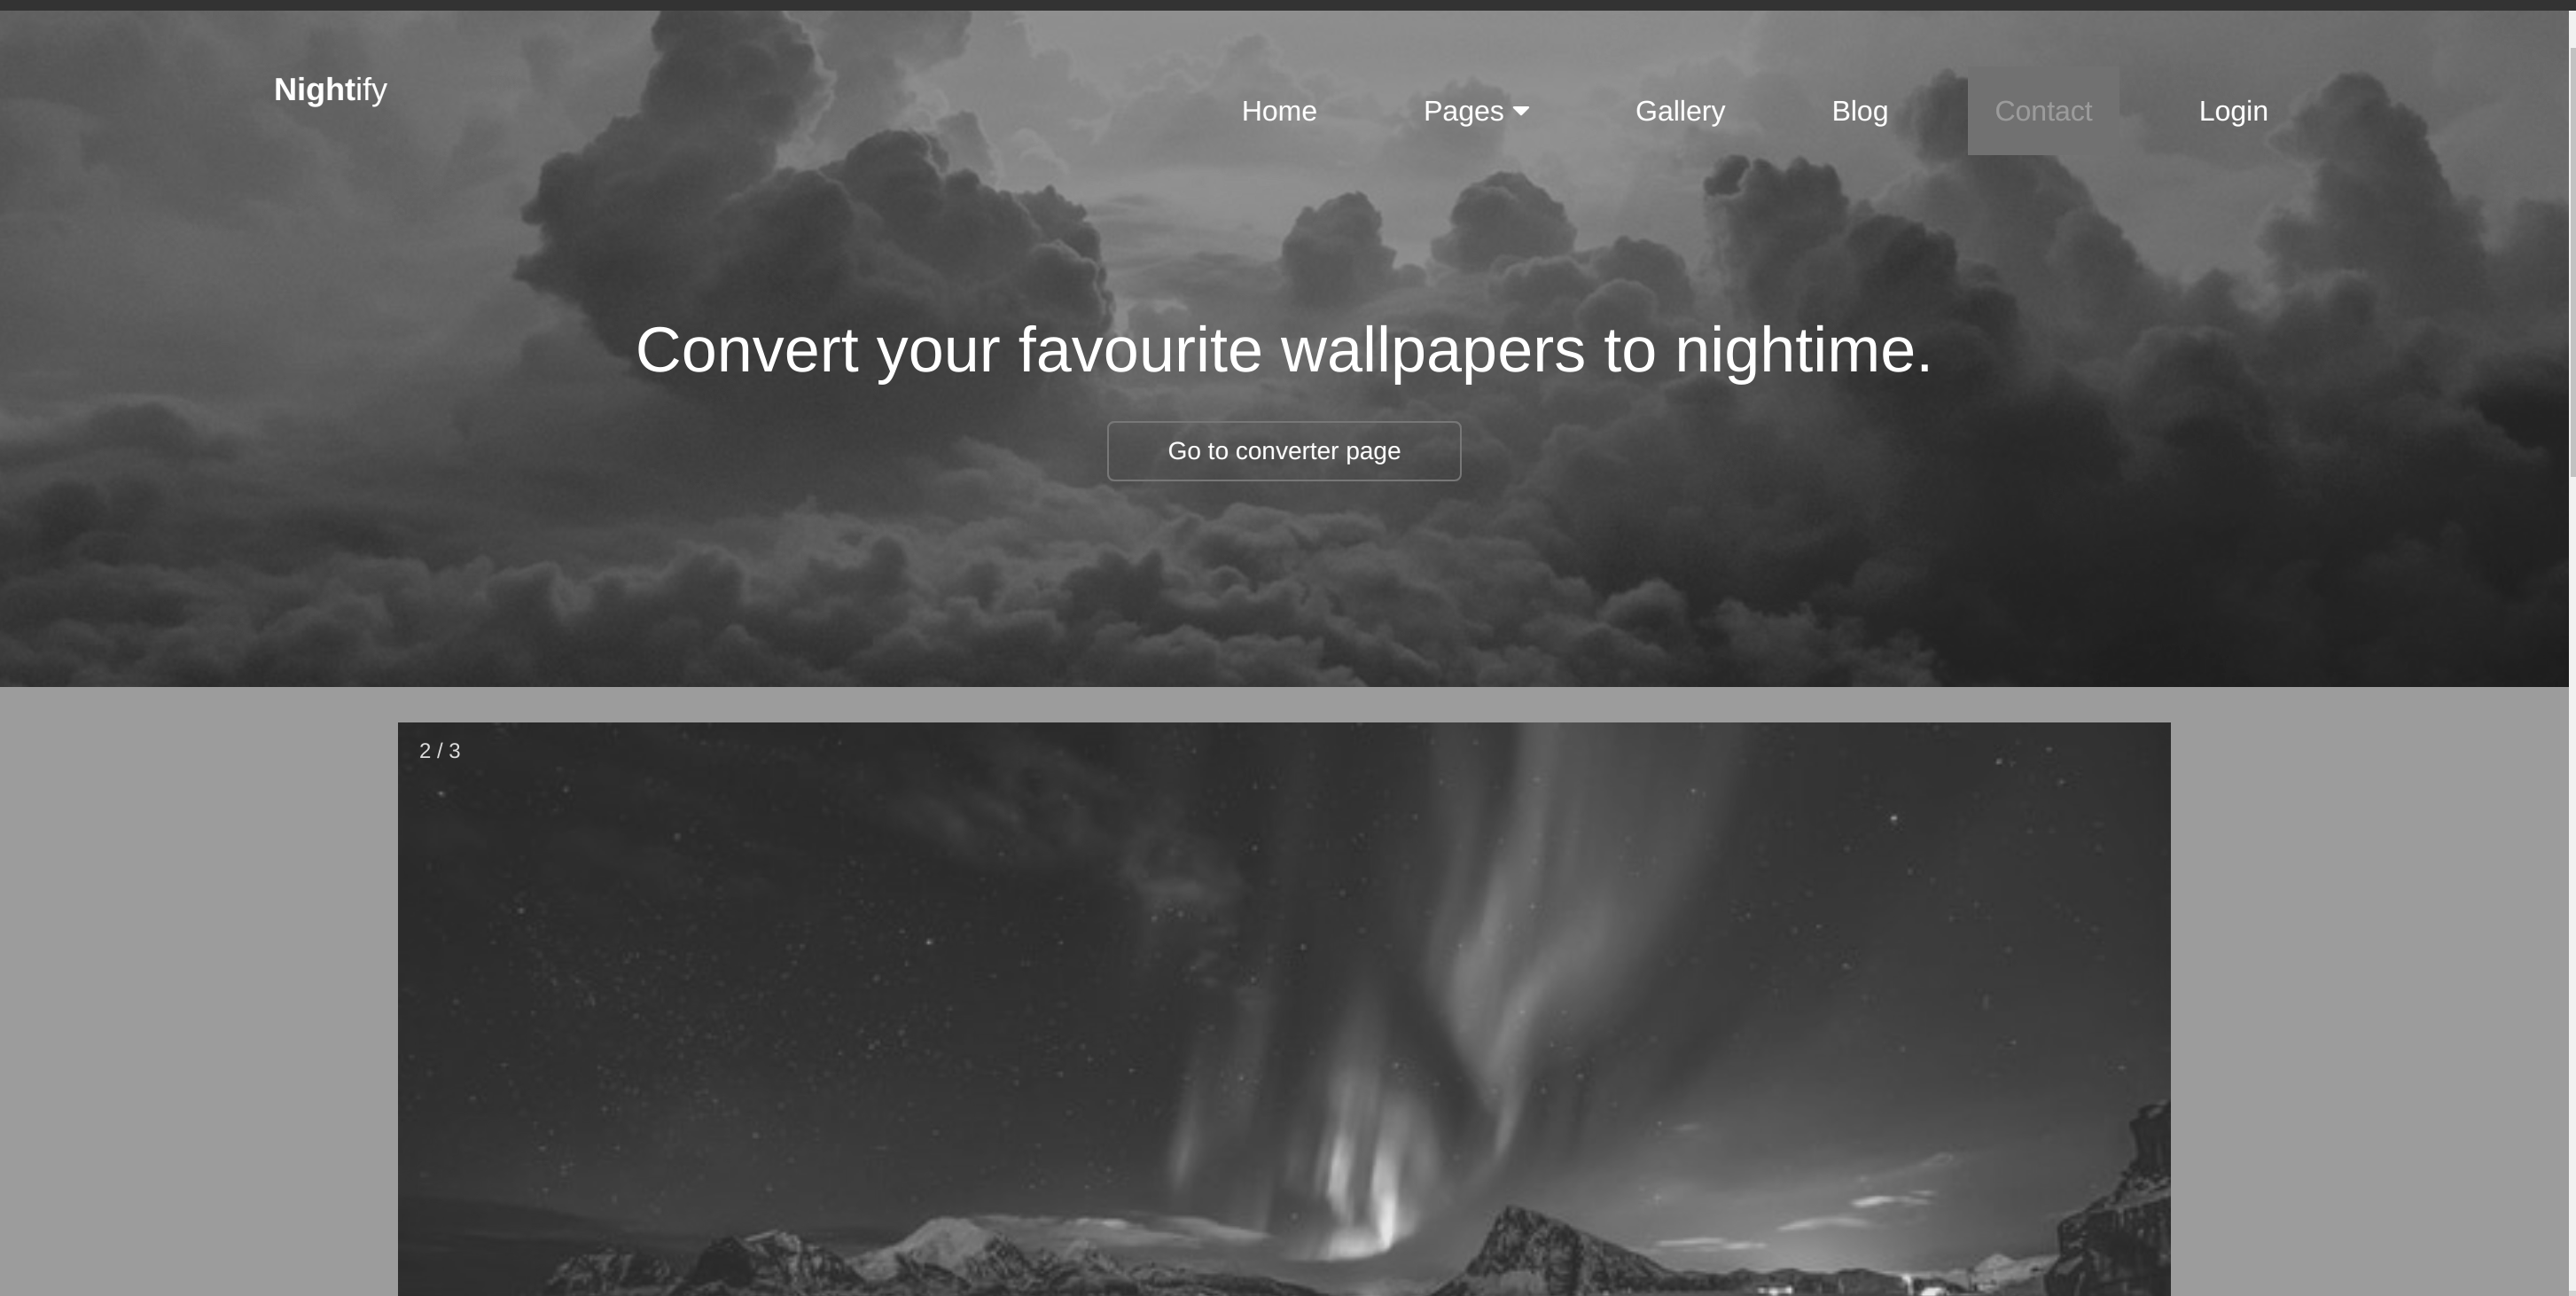 Nightify
Home Pages Gallery Blog Contact Login
Convert your favourite wallpapers to nightime.
Go to converter page
2 / 3